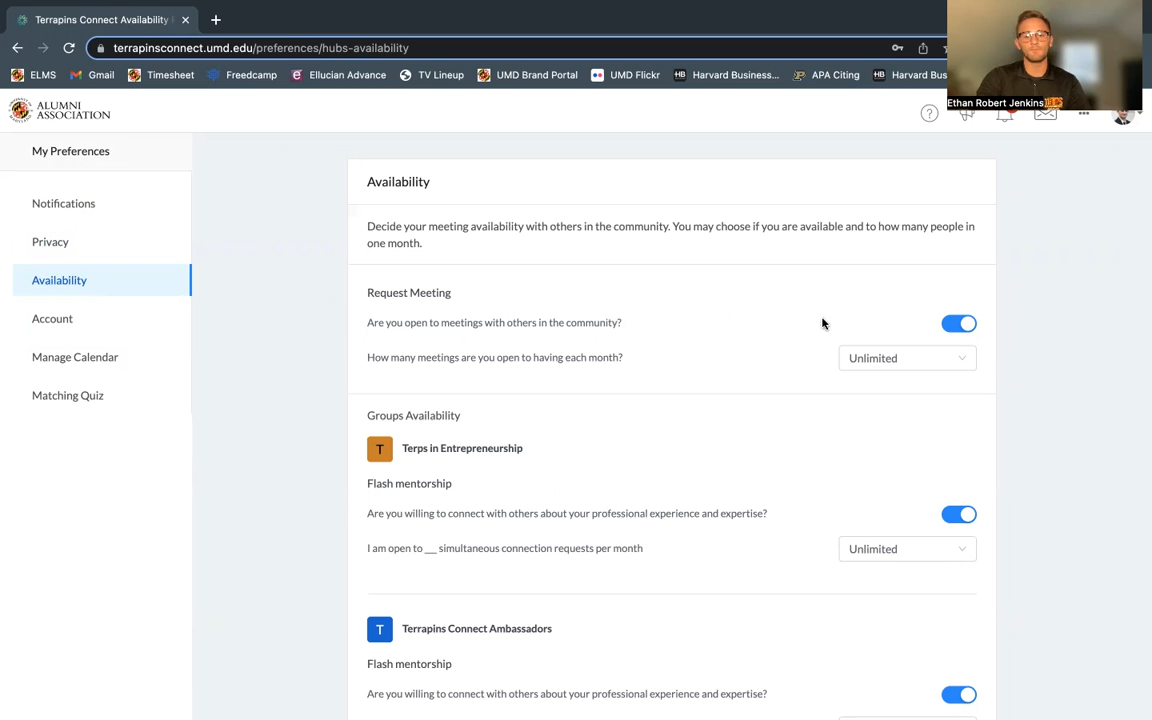 Terrapins Connect Availability
terrapinsconnect.umd.edu/preferences/hubs-availability
ELMS
Gmail
Timesheet
Freedcamp
Ellucian Advance
TV Lineup
UMD Brand Portal
UMD Flickr
Harvard Business...
APA Citing
Harvard Bus
Ethan Robert Jenkins
ALUMNI
ASSOCIATION
My Preferences
Notifications
Privacy
Availability
Account
Manage Calendar
Matching Quiz
Availability
Decide your meeting availability with others in the community. You may choose if you are available and to how many people in
one month.
Request Meeting
Are you open to meetings with others in the community?
How many meetings are you open to having each month?
Unlimited
Groups Availability
T Terps in Entrepreneurship
Flash mentorship
Are you willing to connect with others about your professional experience and expertise?
I am open to ___ simultaneous connection requests per month
Unlimited
T Terrapins Connect Ambassadors
Flash mentorship
Are you willing to connect with others about your professional experience and expertise?